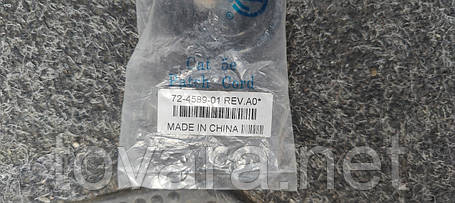 Cat 5e
Patch Cord
72-4589-01 REV.A0*
MADE IN CHINA
tovara.net